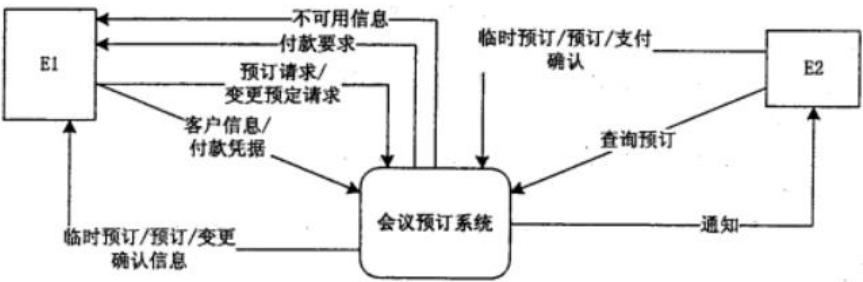 不可用信息
付款要求
E1
预订请求/
变更预定请求
客户信息/
付款凭据
临时预订/预订/支付
确认
E2
查询预订
会议预订系统
通知
临时预订/预订/变更
确认信息